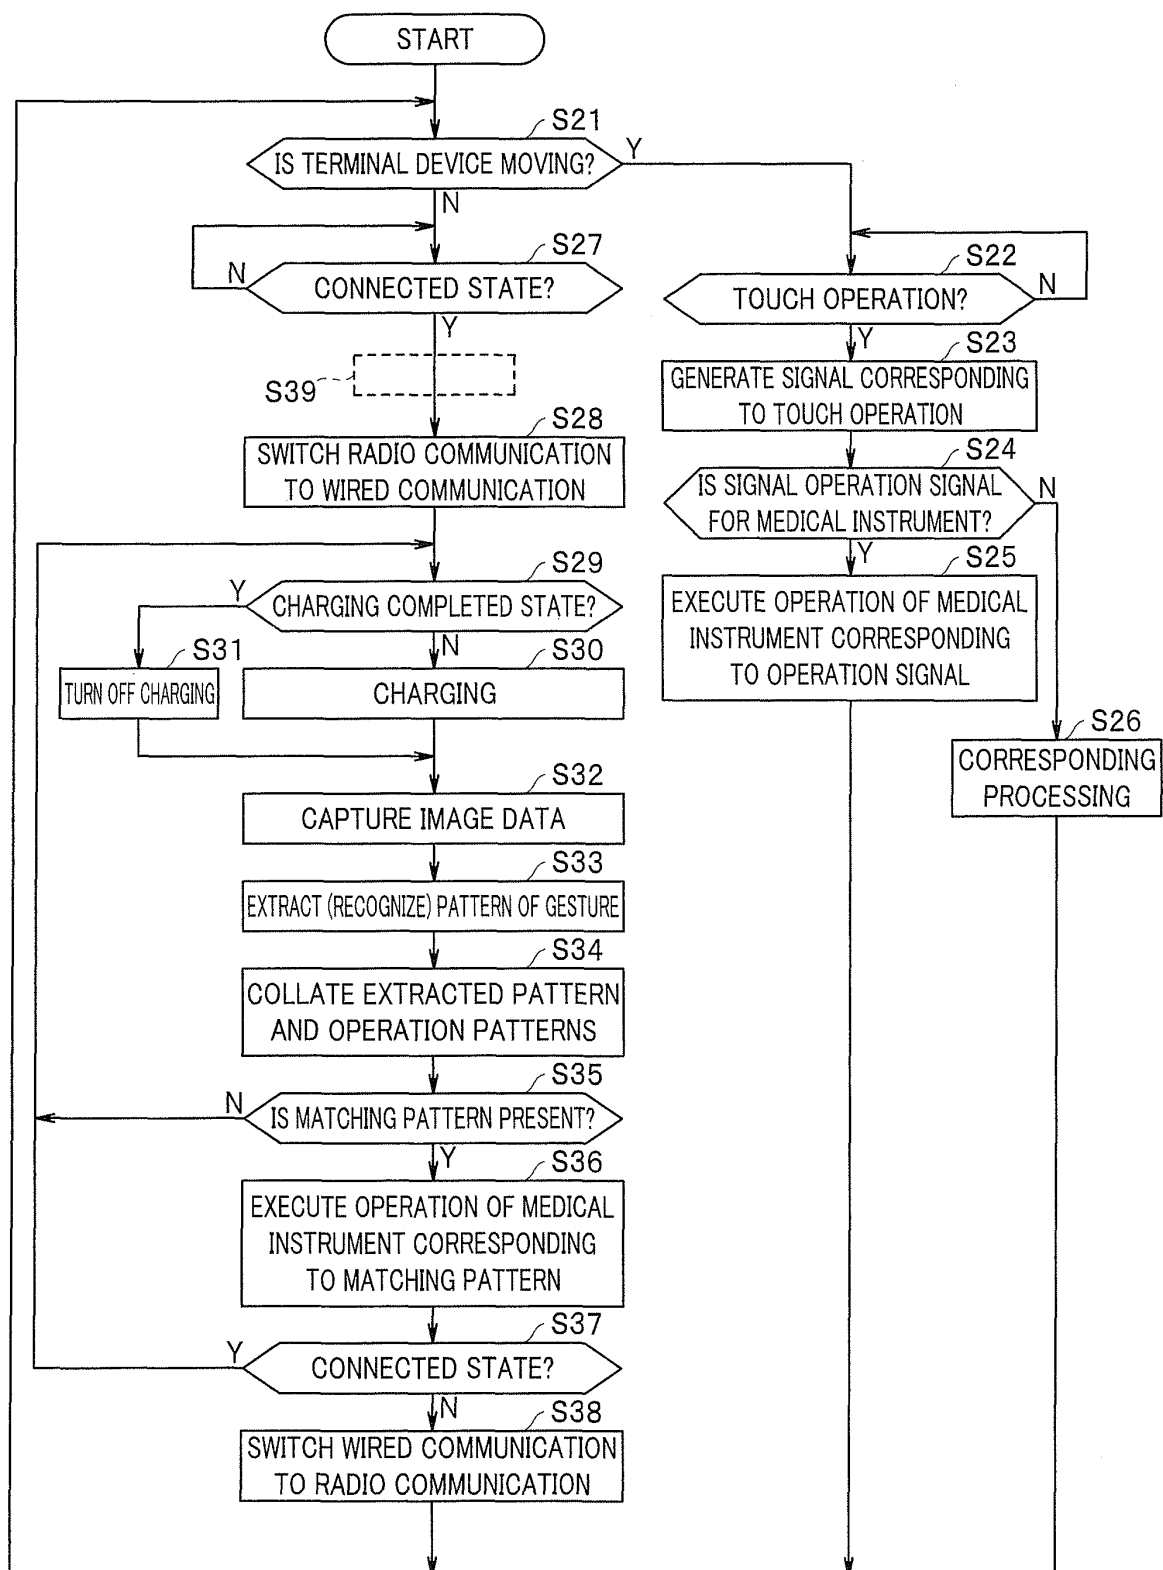 START
S21
IS TERMINAL DEVICE MOVING?
Y
N
S27
N
CONNECTED STATE?
Y
S39
S28
SWITCH RADIO COMMUNICATION
TO WIRED COMMUNICATION
S29
Y
CHARGING COMPLETED STATE?
N
S31
TURN OFF CHARGING
S30
CHARGING
S32
CAPTURE IMAGE DATA
S33
EXTRACT (RECOGNIZE) PATTERN OF GESTURE
S34
COLLATE EXTRACTED PATTERN
AND OPERATION PATTERNS
S35
N
IS MATCHING PATTERN PRESENT?
Y
S36
EXECUTE OPERATION OF MEDICAL
INSTRUMENT CORRESPONDING
TO MATCHING PATTERN
S37
Y
CONNECTED STATE?
N
S38
SWITCH WIRED COMMUNICATION
TO RADIO COMMUNICATION
S22
TOUCH OPERATION?
N
Y
S23
GENERATE SIGNAL CORRESPONDING
TO TOUCH OPERATION
S24
IS SIGNAL OPERATION SIGNAL
FOR MEDICAL INSTRUMENT?
N
Y
S25
EXECUTE OPERATION OF MEDICAL
INSTRUMENT CORRESPONDING
TO OPERATION SIGNAL
S26
CORRESPONDING
PROCESSING